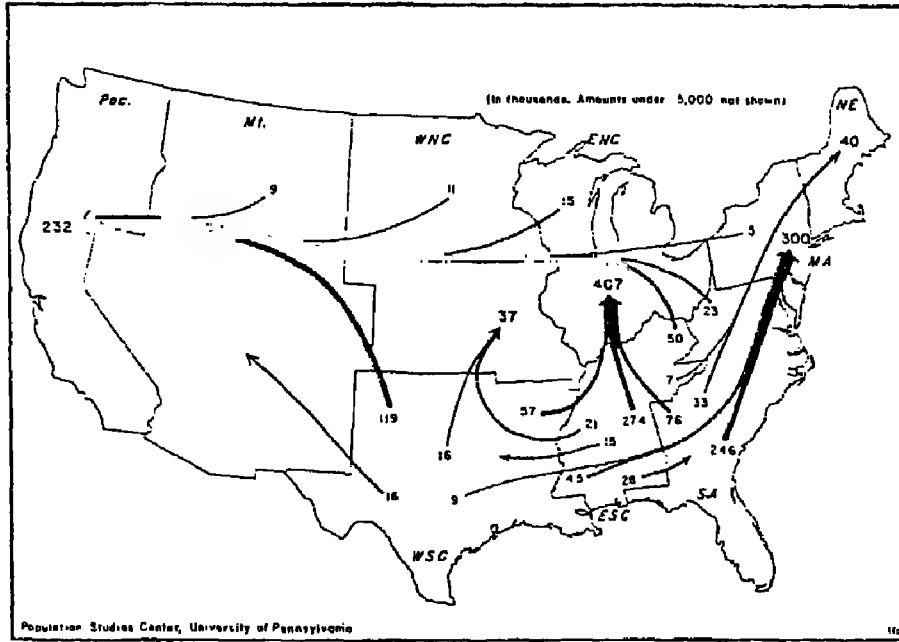 (In thousands. Amounts under 5,000 not shown)
Pac.
Mt.
WNC
ENC
NE
40
9
11
15
5
232
300
MA
407
37
23
50
7
33
119
57
21
274
76
16
15
246
45
28
16
9
SA
ESC
WSC
Population Studies Center, University of Pennsylvania